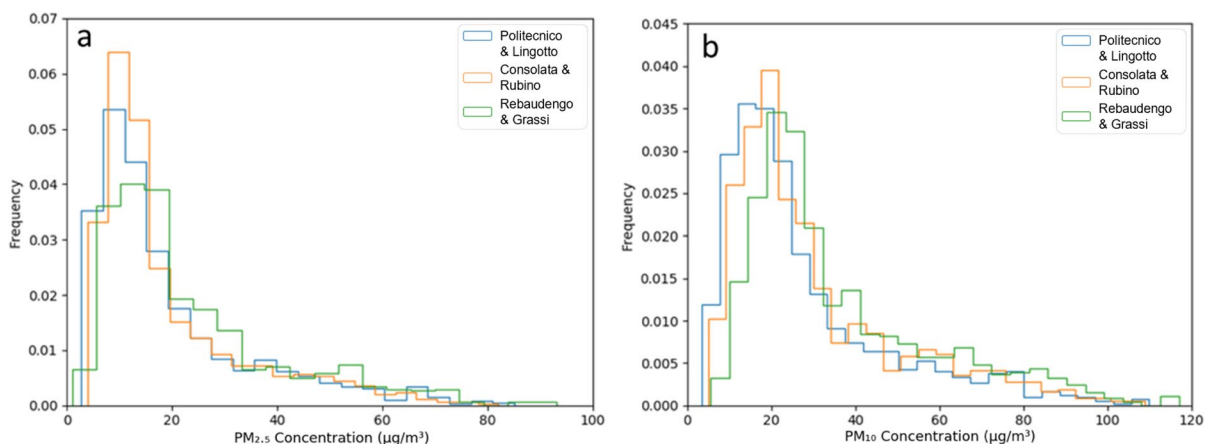 a
0.07
0.06
0.05
0.04
0.03
0.02
0.01
0.00
Frequency
0
20
40
60
80
100
PM₂.₅ Concentration (µg/m³)
Politecnico
& Lingotto
Consolata &
Rubino
Rebaudengo
& Grassi
b
0.045
0.040
0.035
0.030
0.025
0.020
0.015
0.010
0.005
0.000
Frequency
0
20
40
60
80
100
120
PM₁₀ Concentration (µg/m³)
Politecnico
& Lingotto
Consolata &
Rubino
Rebaudengo
& Grassi